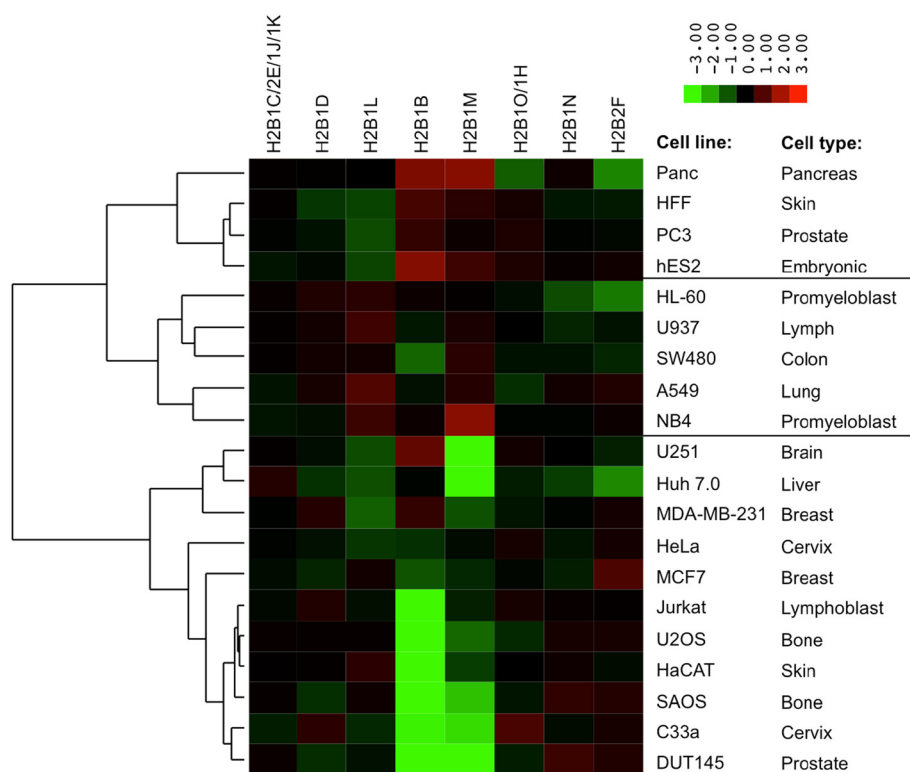 -3.00
-2.00
-1.00
0.00
1.00
2.00
3.00
H2B1C/2E/1J/1K
H2B1D
H2B1L
H2B1B
H2B1M
H2B1O/1H
H2B1N
H2B2F
Cell line: Cell type:
Panc Pancreas
HFF Skin
PC3 Prostate
hES2 Embryonic
HL-60 Promyeloblast
U937 Lymph
SW480 Colon
A549 Lung
NB4 Promyeloblast
U251 Brain
Huh 7.0 Liver
MDA-MB-231 Breast
HeLa Cervix
MCF7 Breast
Jurkat Lymphoblast
U2OS Bone
HaCAT Skin
SAOS Bone
C33a Cervix
DUT145 Prostate